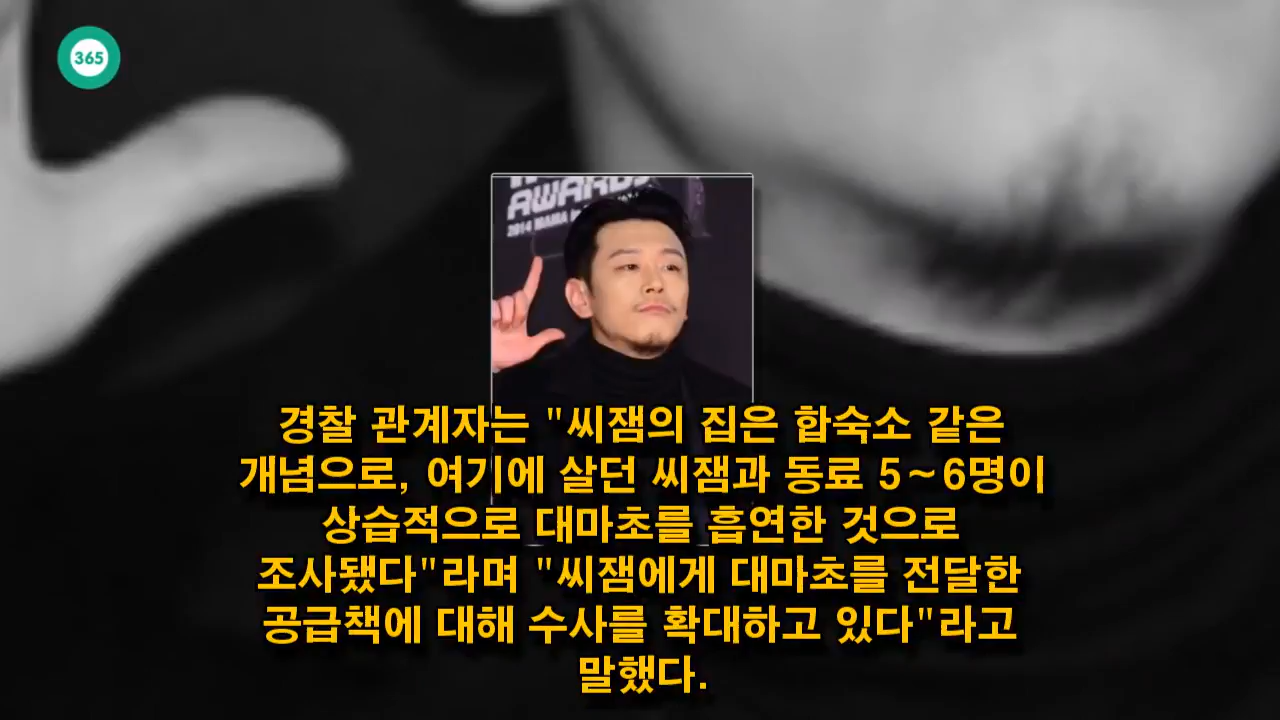 365
AWARDS
2014 MAMA
경찰 관계자는 "씨잼의 집은 합숙소 같은
개념으로, 여기에 살던 씨잼과 동료 5~6명이
상습적으로 대마초를 흡연한 것으로
조사됐다"라며 "씨잼에게 대마초를 전달한
공급책에 대해 수사를 확대하고 있다"라고
말했다.